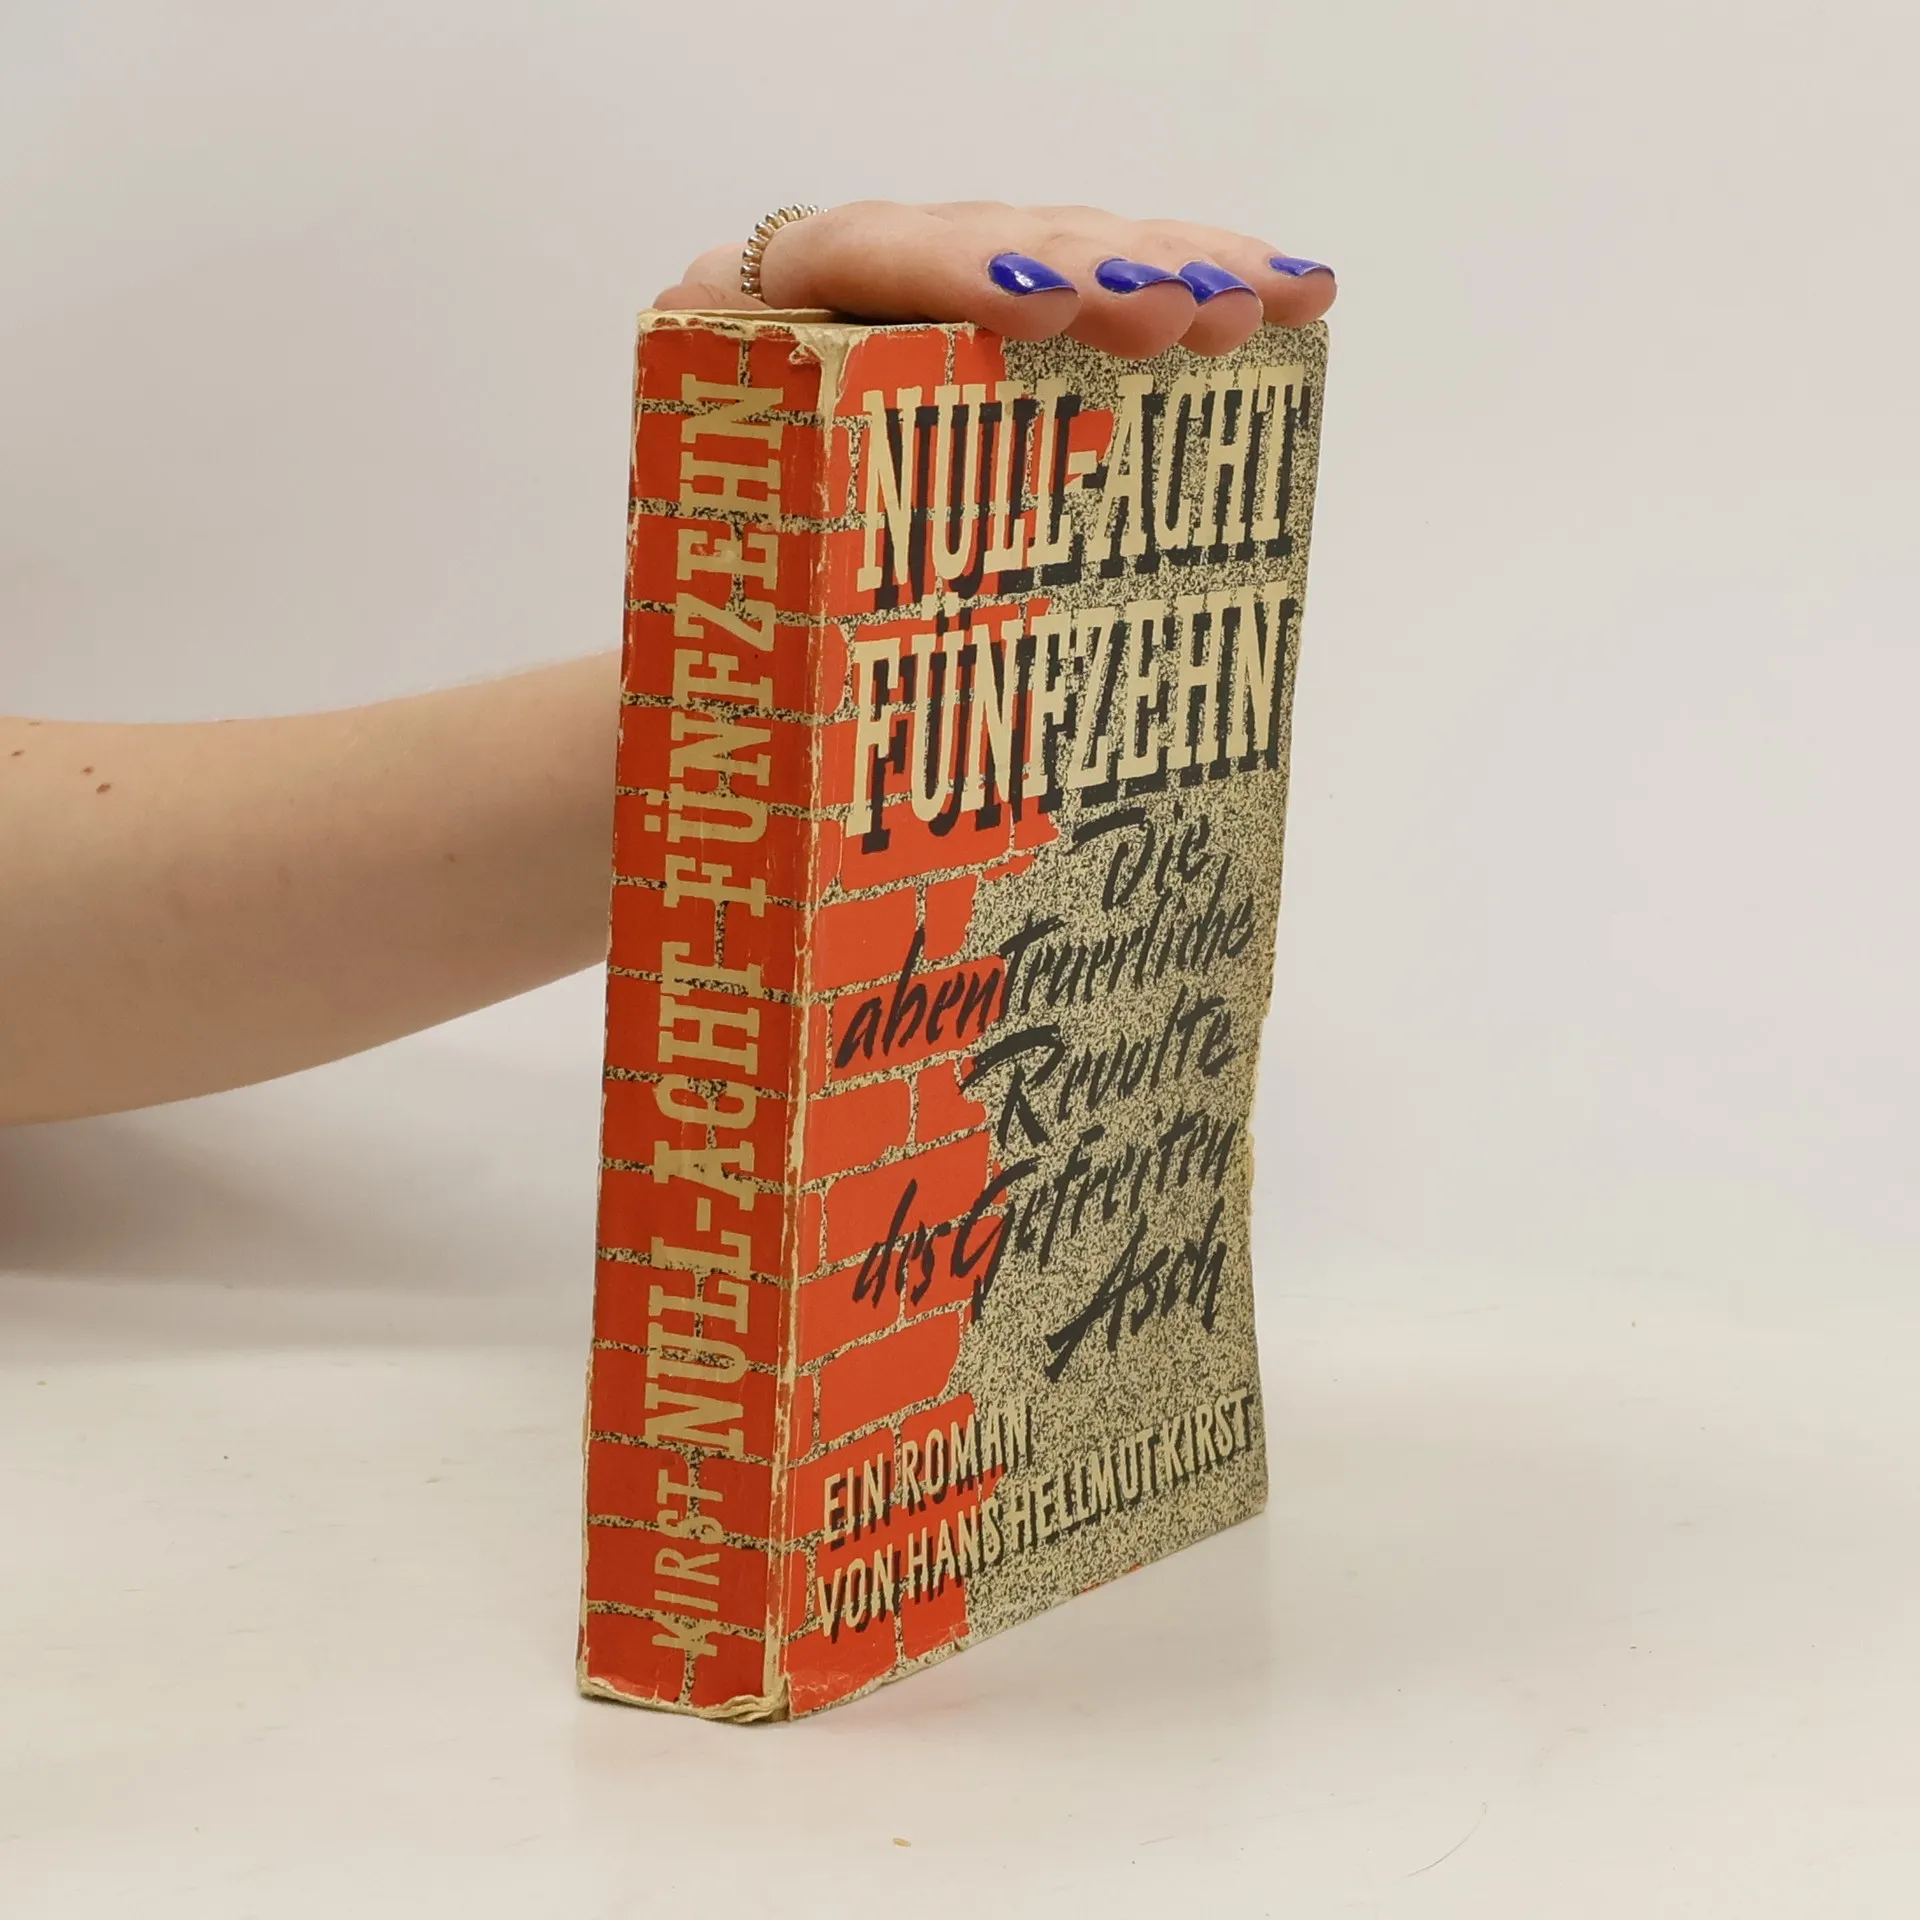 KIRST NULL-ACHT FÜNFZEHN
NULL-ACHT
FÜNFZEHN
Die
abenteuerliche
Revolte
des Gefreiten
Asch
EIN ROMAN
VON HANS HELLMUT KIRST